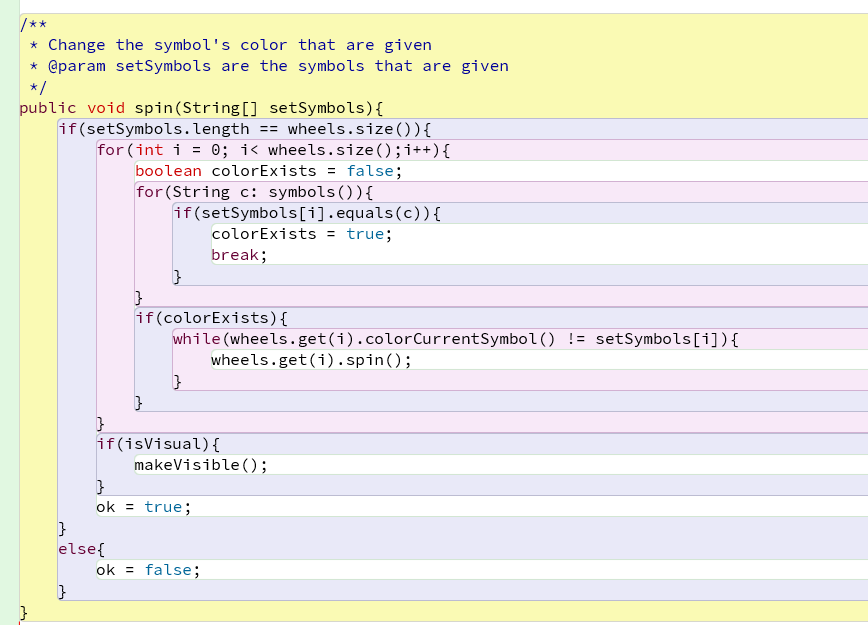 /**
 * Change the symbol's color that are given
 * @param setSymbols are the symbols that are given
 */
public void spin(String[] setSymbols){
    if(setSymbols.length == wheels.size()){
        for(int i = 0; i< wheels.size();i++){
            boolean colorExists = false;
            for(String c: symbols()){
                if(setSymbols[i].equals(c)){
                    colorExists = true;
                    break;
                }
            }
            if(colorExists){
                while(wheels.get(i).colorCurrentSymbol() != setSymbols[i]){
                    wheels.get(i).spin();
                }
            }
        }
        if(isVisual){
            makeVisible();
        }
        ok = true;
    }
    else{
        ok = false;
    }
}